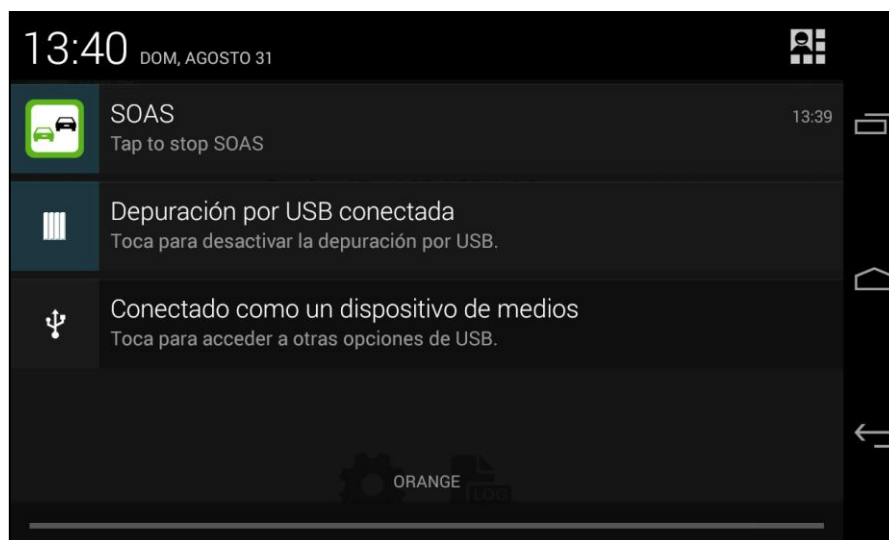 13:40 DOM, AGOSTO 31
SOAS 13:39
Tap to stop SOAS
Depuración por USB conectada
Toca para desactivar la depuración por USB.
Conectado como un dispositivo de medios
Toca para acceder a otras opciones de USB.
ORANGE
LOG